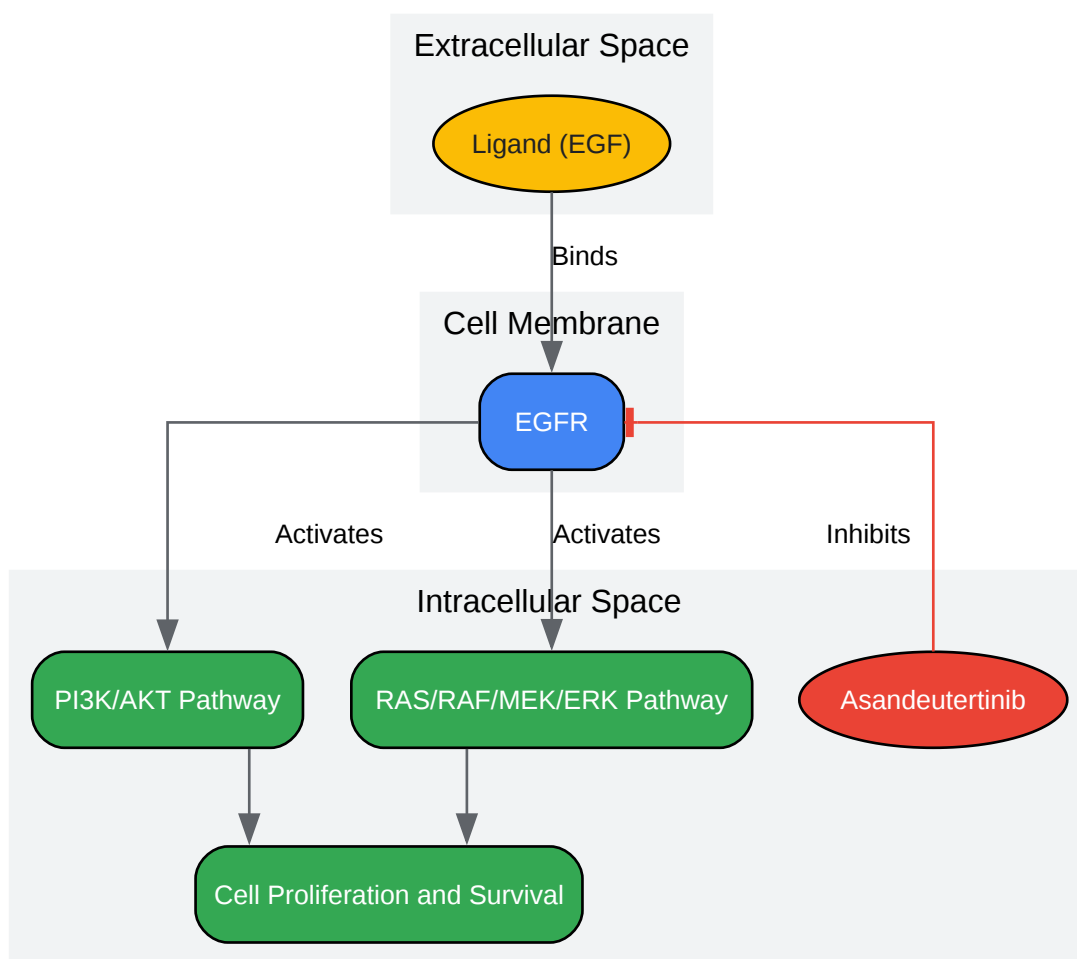 Extracellular Space
Ligand (EGF)
Binds
Cell Membrane
EGFR
Activates
Activates
Inhibits
Intracellular Space
PI3K/AKT Pathway
RAS/RAF/MEK/ERK Pathway
Asandeutertinib
Cell Proliferation and Survival